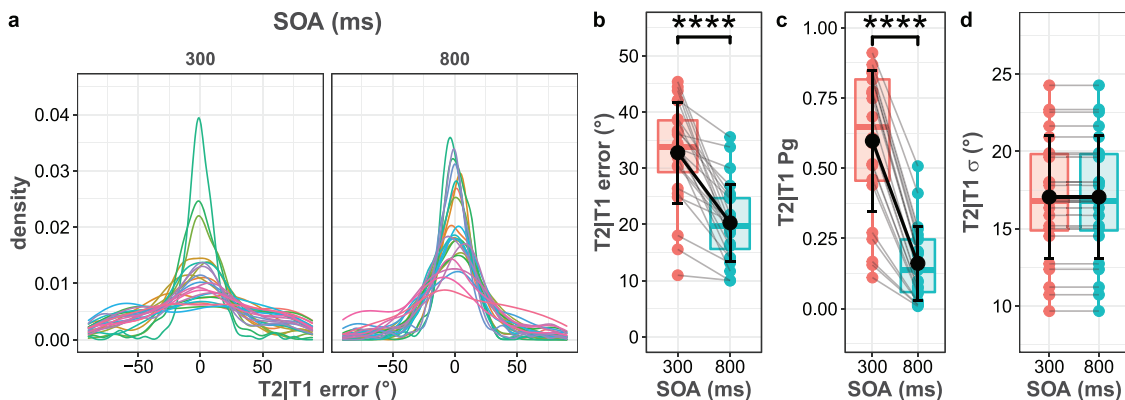 a
SOA (ms)
300
800
density
0.04
0.03
0.02
0.01
0.00
−50
0
50
−50
0
50
T2|T1 error (°)
b
****
T2|T1 error (°)
50
40
30
20
10
0
300 800
SOA (ms)
c
****
T2|T1 Pg
1.00
0.75
0.50
0.25
0.00
300 800
SOA (ms)
d
T2|T1 σ (°)
25
20
15
10
300 800
SOA (ms)